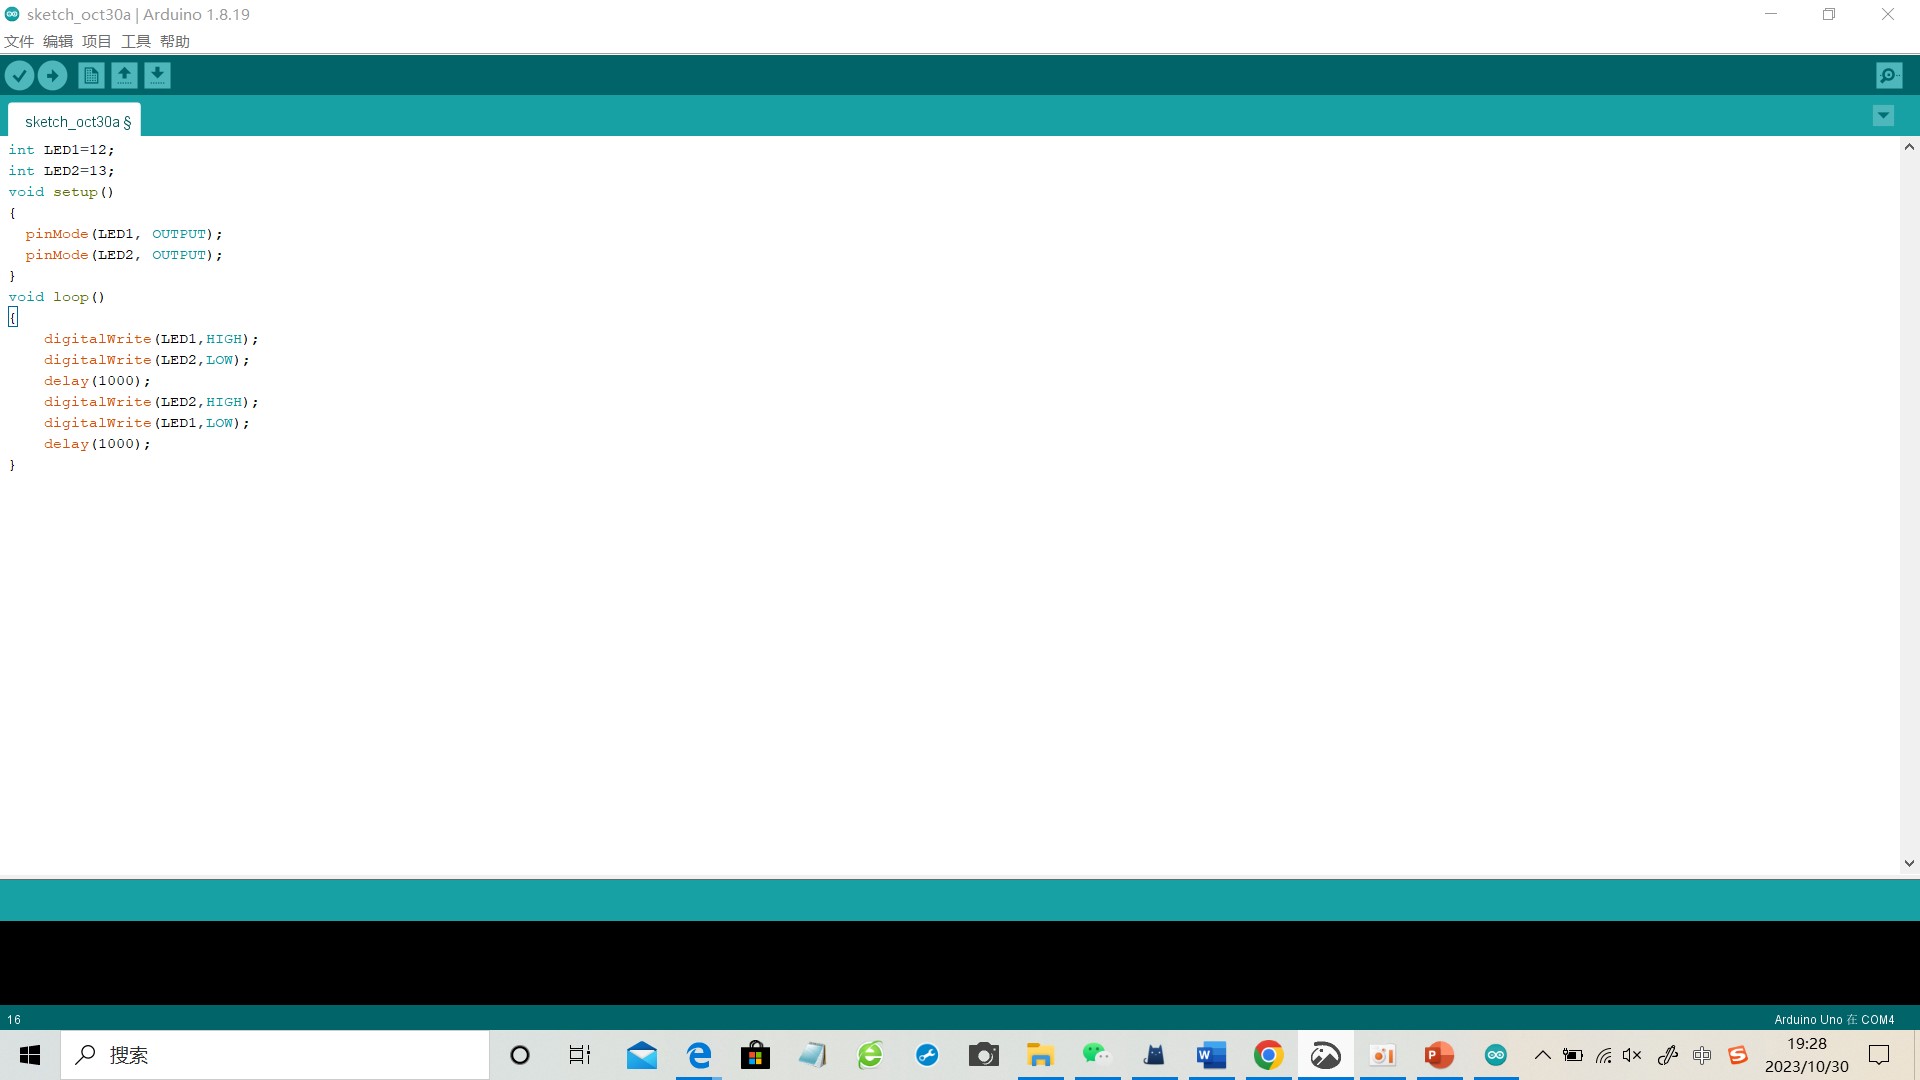 sketch_oct30a | Arduino 1.8.19
文件 编辑 项目 工具 帮助
sketch_oct30a §
int LED1=12;
int LED2=13;
void setup()
{
  pinMode(LED1, OUTPUT);
  pinMode(LED2, OUTPUT);
}
void loop()
{
    digitalWrite(LED1,HIGH);
    digitalWrite(LED2,LOW);
    delay(1000);
    digitalWrite(LED2,HIGH);
    digitalWrite(LED1,LOW);
    delay(1000);
}
16
Arduino Uno 在 COM4
搜索
中
19:28
2023/10/30